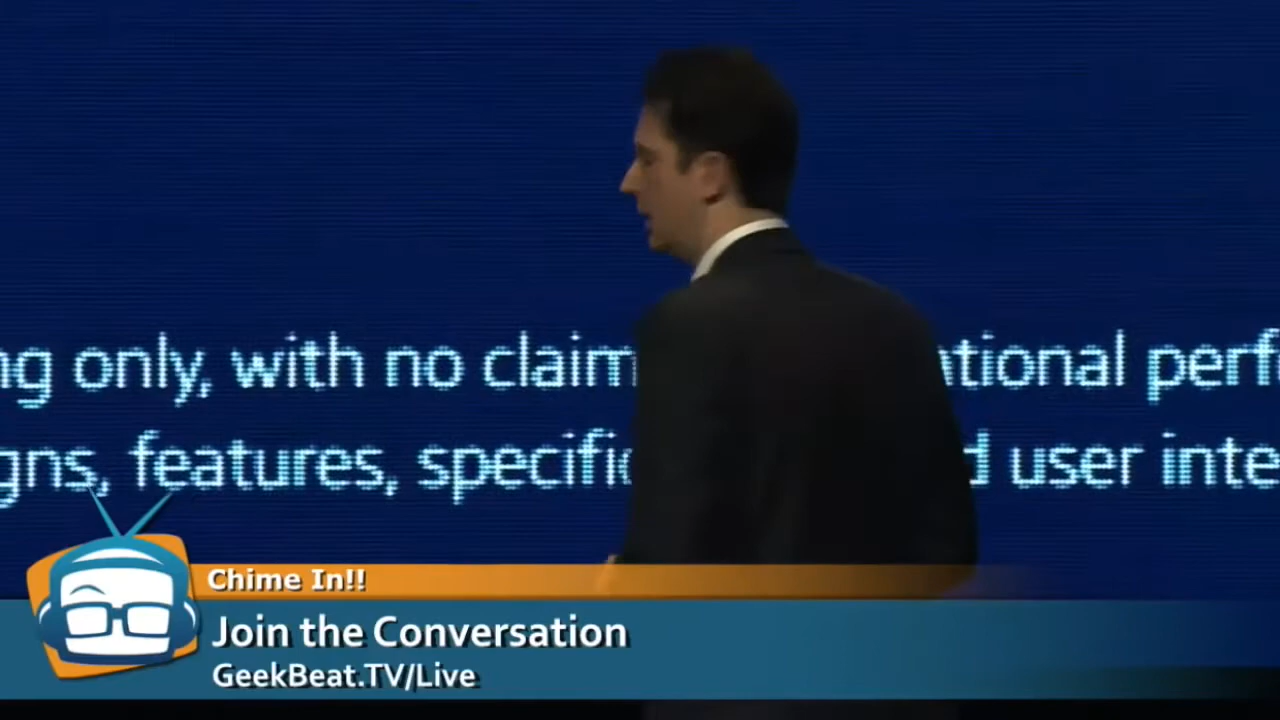 ng only, with no claim ational perf
gns, features, specific d user inte
Chime In!!
Join the Conversation
GeekBeat.TV/Live